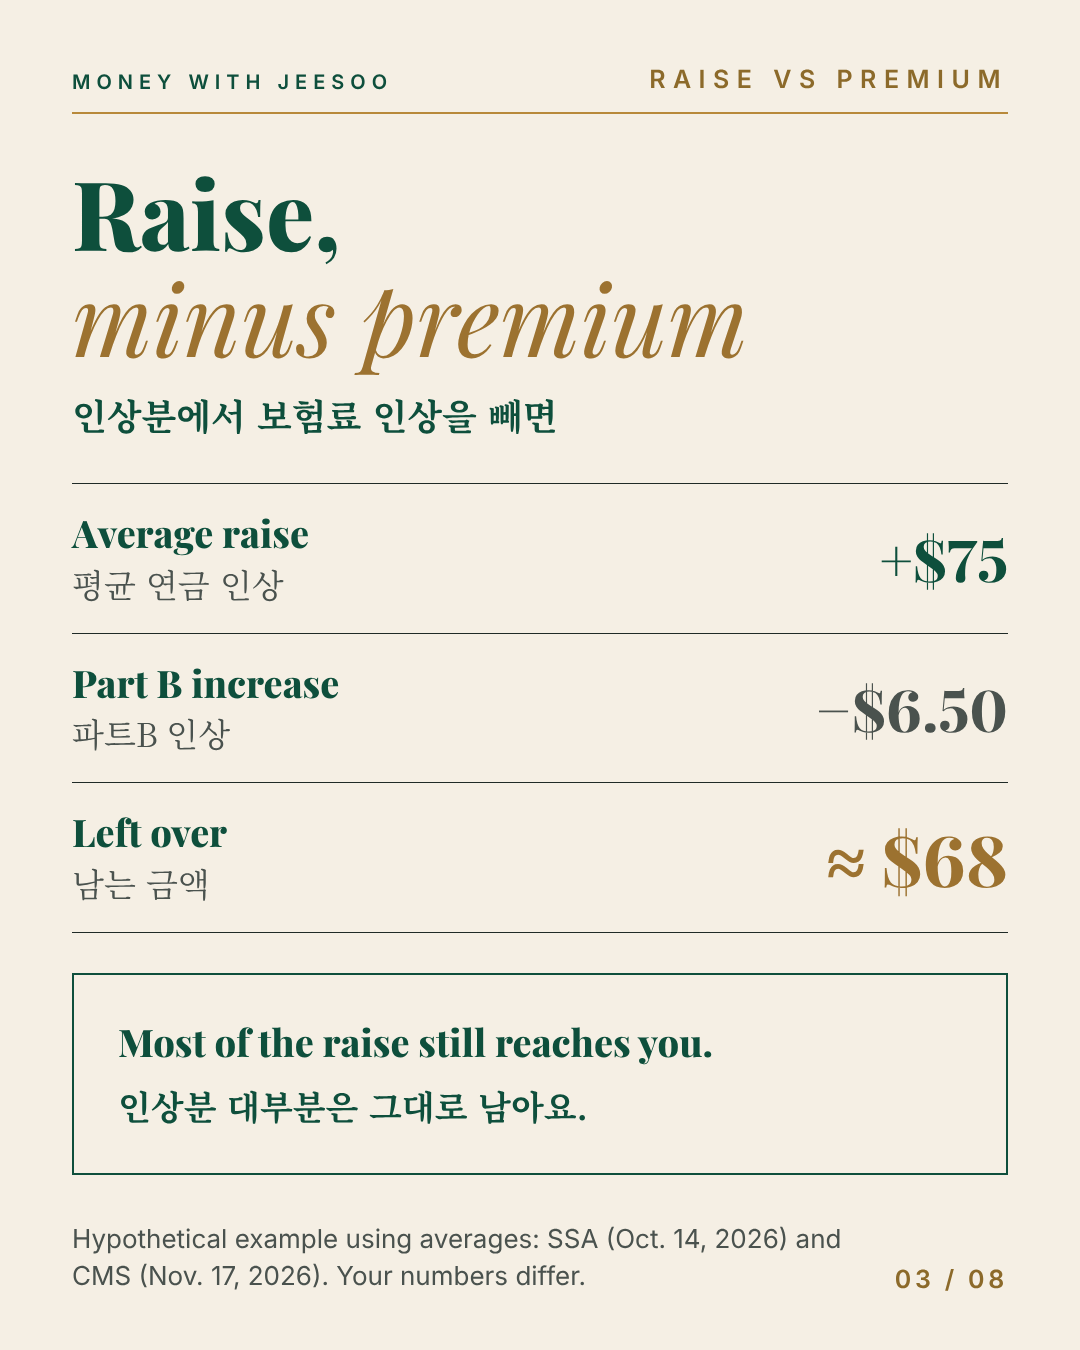 MONEY WITH JEESOO
RAISE VS PREMIUM
Raise,
minus premium
인상분에서 보험료 인상을 빼면
Average raise
평균 연금 인상
+$75
Part B increase
파트B 인상
−$6.50
Left over
남는 금액
≈ $68
Most of the raise still reaches you.
인상분 대부분은 그대로 남아요.
Hypothetical example using averages: SSA (Oct. 14, 2026) and
CMS (Nov. 17, 2026). Your numbers differ.
03 / 08